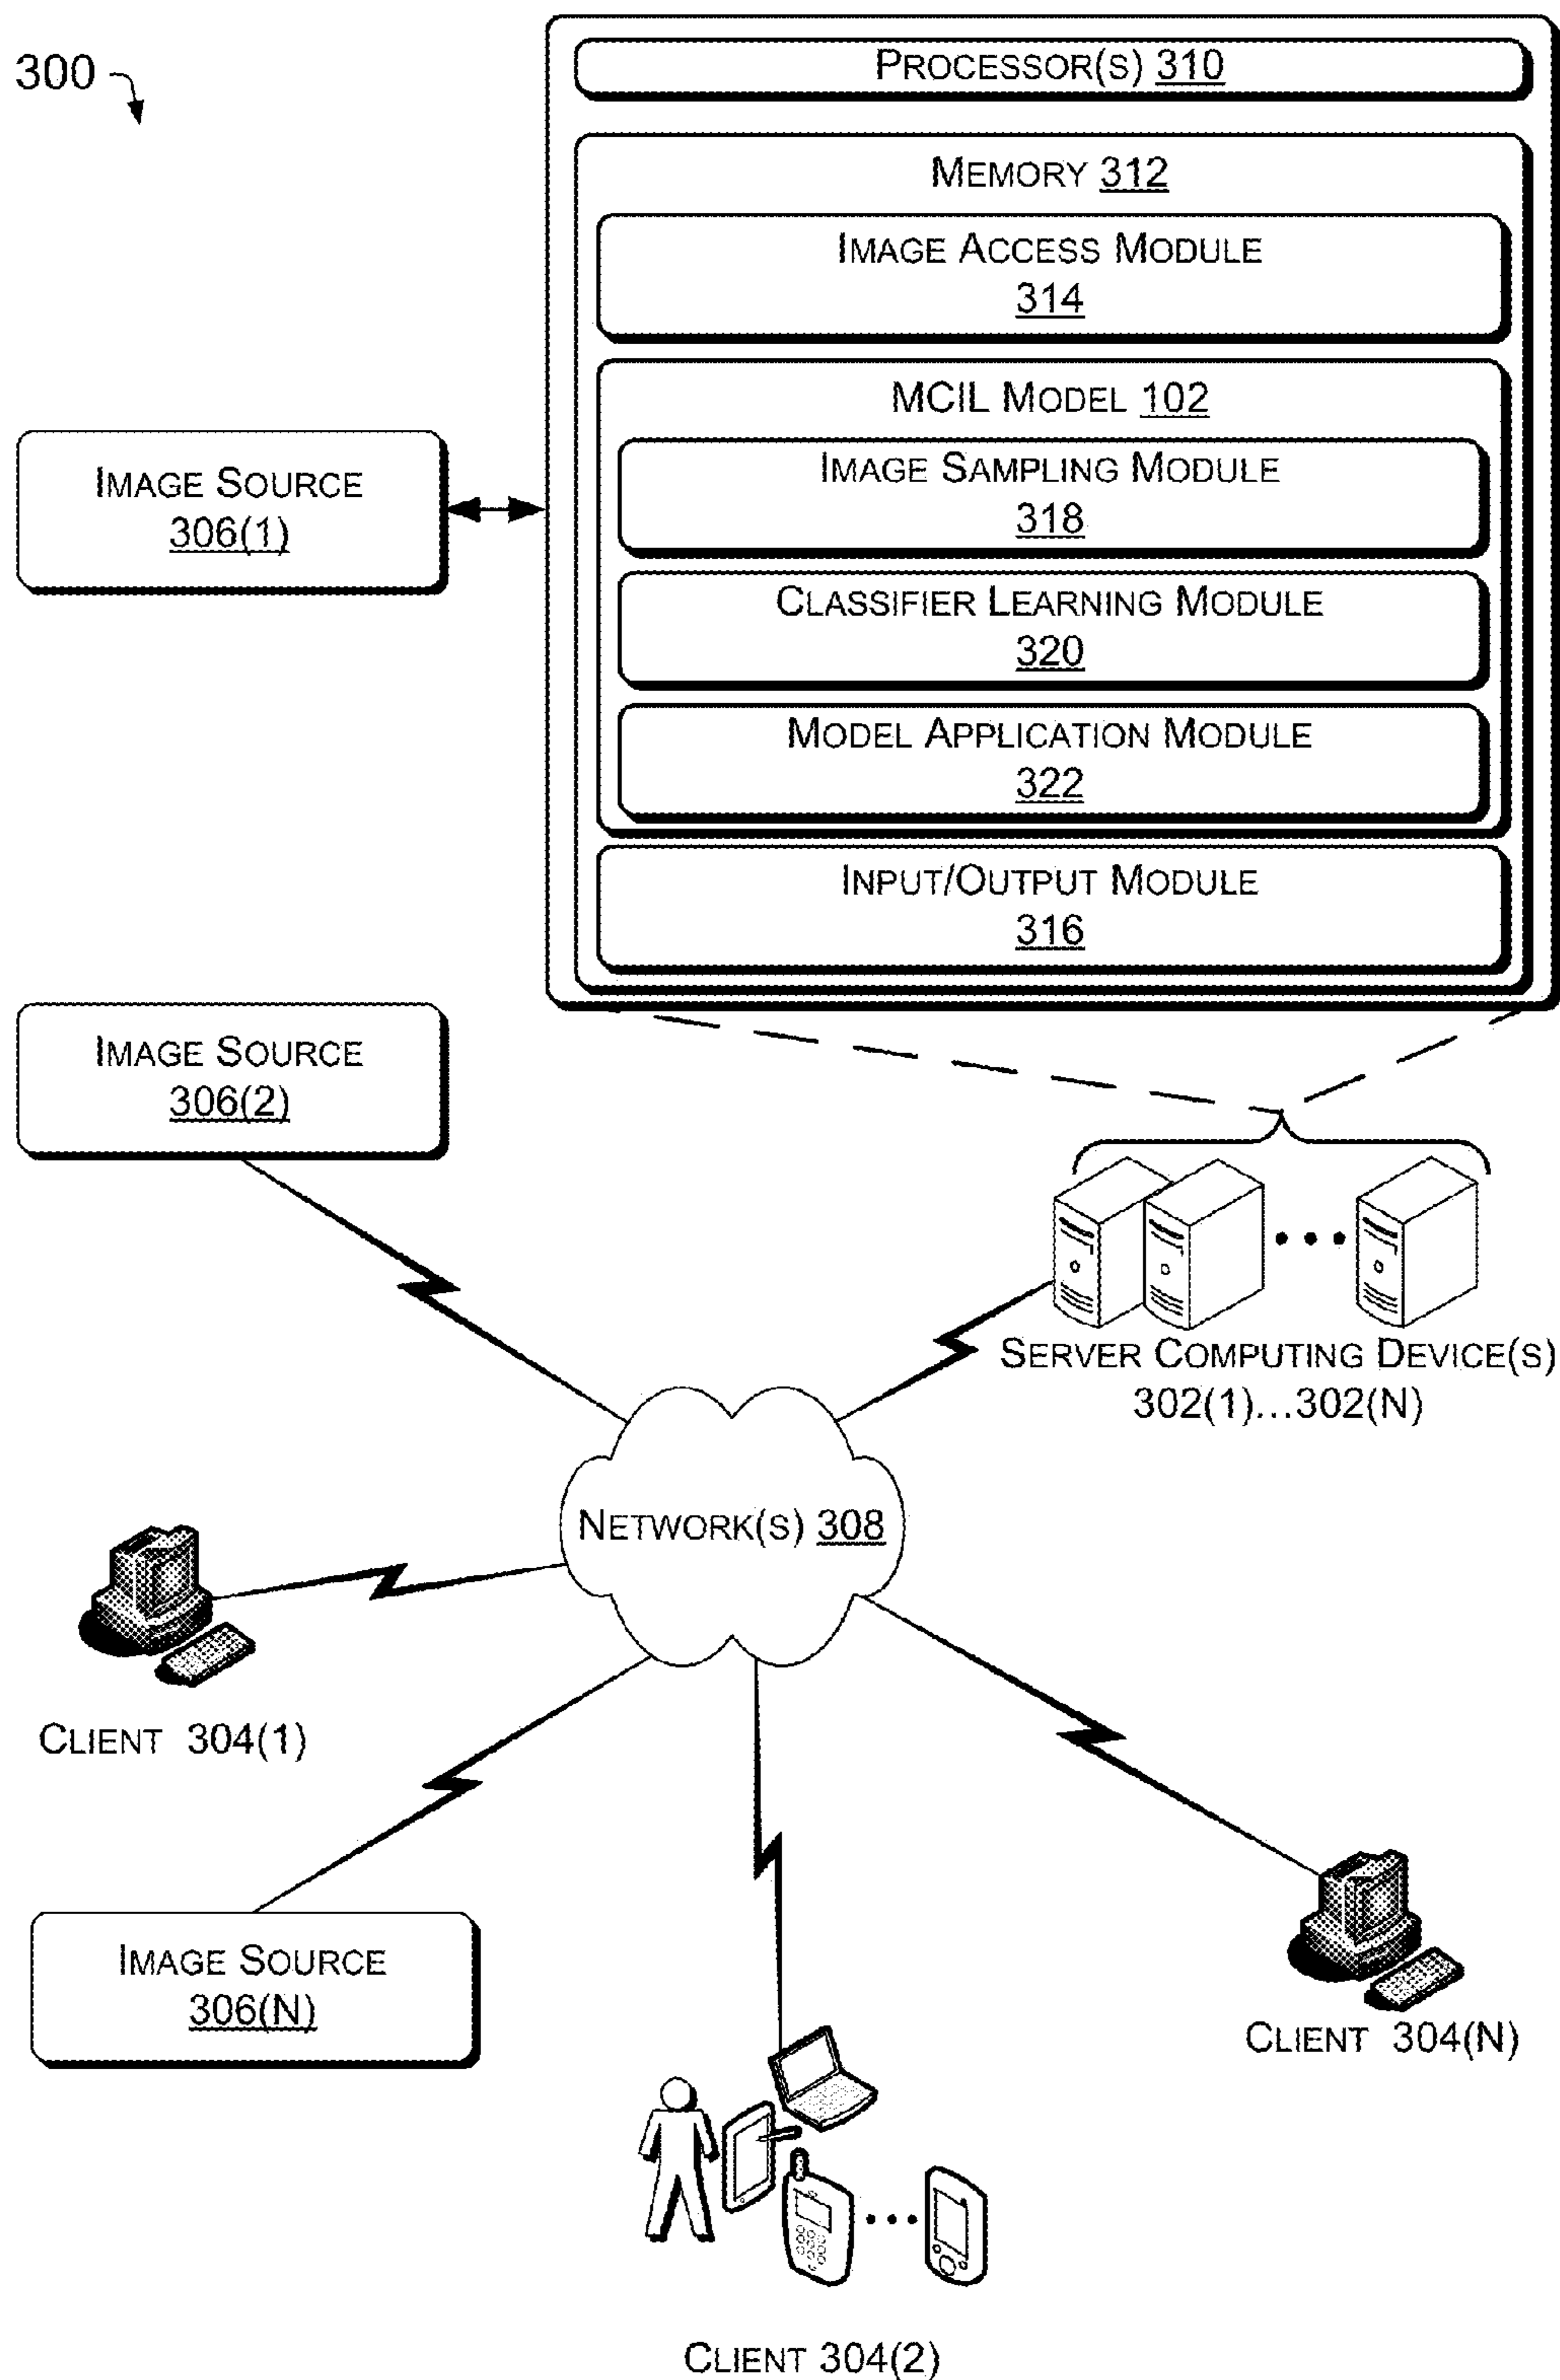 300
PROCESSOR(S) 310
MEMORY 312
IMAGE ACCESS MODULE
314
MCIL MODEL 102
IMAGE SAMPLING MODULE
318
CLASSIFIER LEARNING MODULE
320
MODEL APPLICATION MODULE
322
INPUT/OUTPUT MODULE
316
IMAGE SOURCE
306(1)
IMAGE SOURCE
306(2)
SERVER COMPUTING DEVICE(S)
302(1)...302(N)
NETWORK(S) 308
CLIENT 304(1)
IMAGE SOURCE
306(N)
CLIENT 304(N)
CLIENT 304(2)